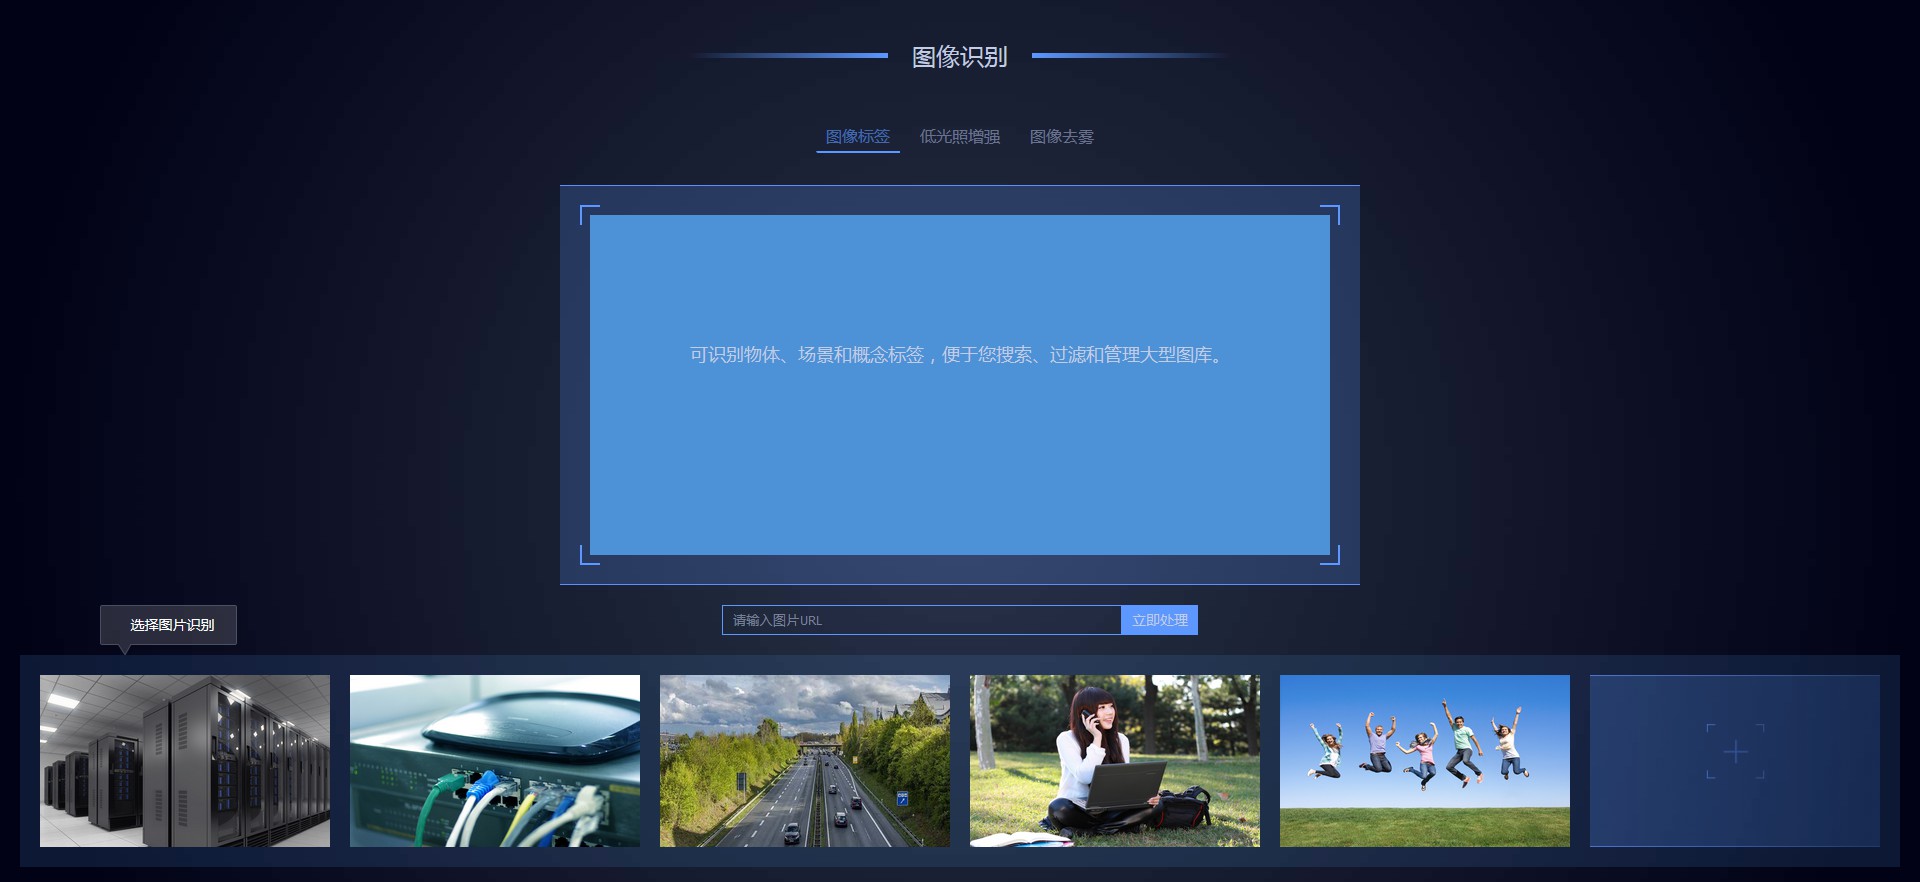 图像识别
图像标签 低光照增强 图像去雾
可识别物体、场景和概念标签，便于您搜索、过滤和管理大型图库。
请输入图片URL 立即处理
选择图片识别